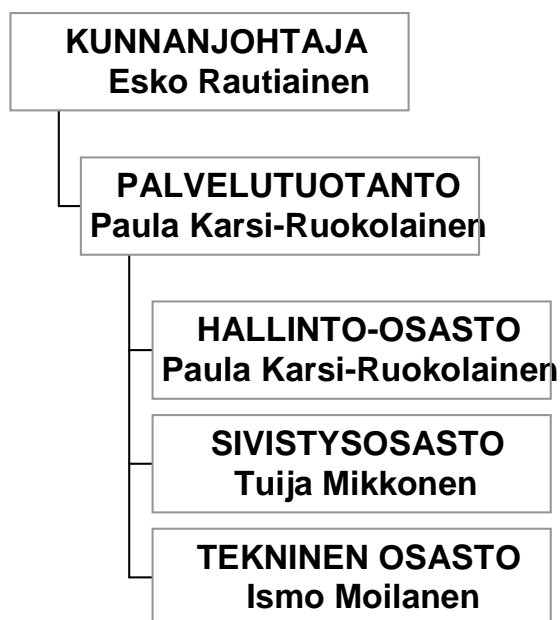 KUNNANJOHTAJA
Esko Rautiainen
PALVELUTUOTANTO
Paula Karsi-Ruokolainen
HALLINTO-OSASTO
Paula Karsi-Ruokolainen
SIVISTYSOSASTO
Tuija Mikkonen
TEKNINEN OSASTO
Ismo Moilanen